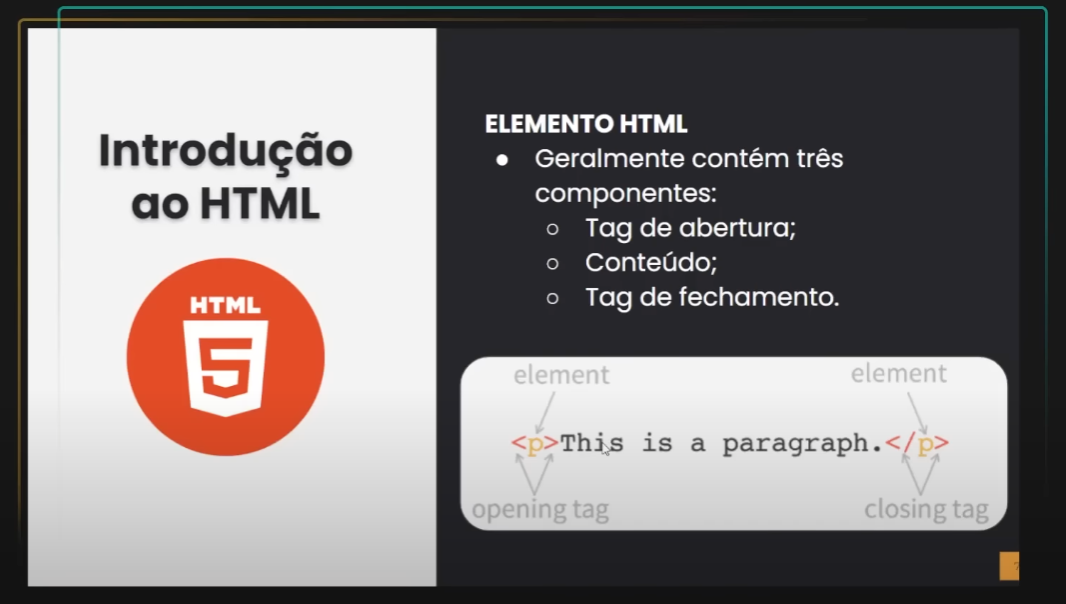 Introdução
ao HTML
HTML
5
ELEMENTO HTML
● Geralmente contém três
componentes:
○ Tag de abertura;
○ Conteúdo;
○ Tag de fechamento.
element element
<p>This is a paragraph.</p>
opening tag closing tag